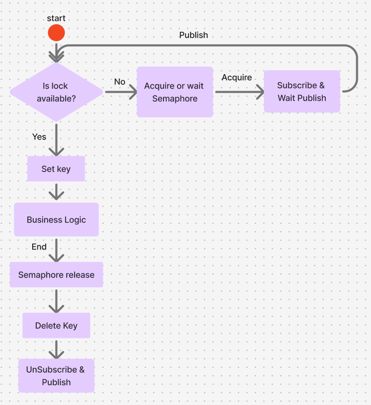 start
Publish
Is lock
available?
No
Acquire or wait
Semaphore
Acquire
Subscribe &
Wait Publish
Yes
Set key
Business Logic
End
Semaphore release
Delete Key
UnSubscribe &
Publish